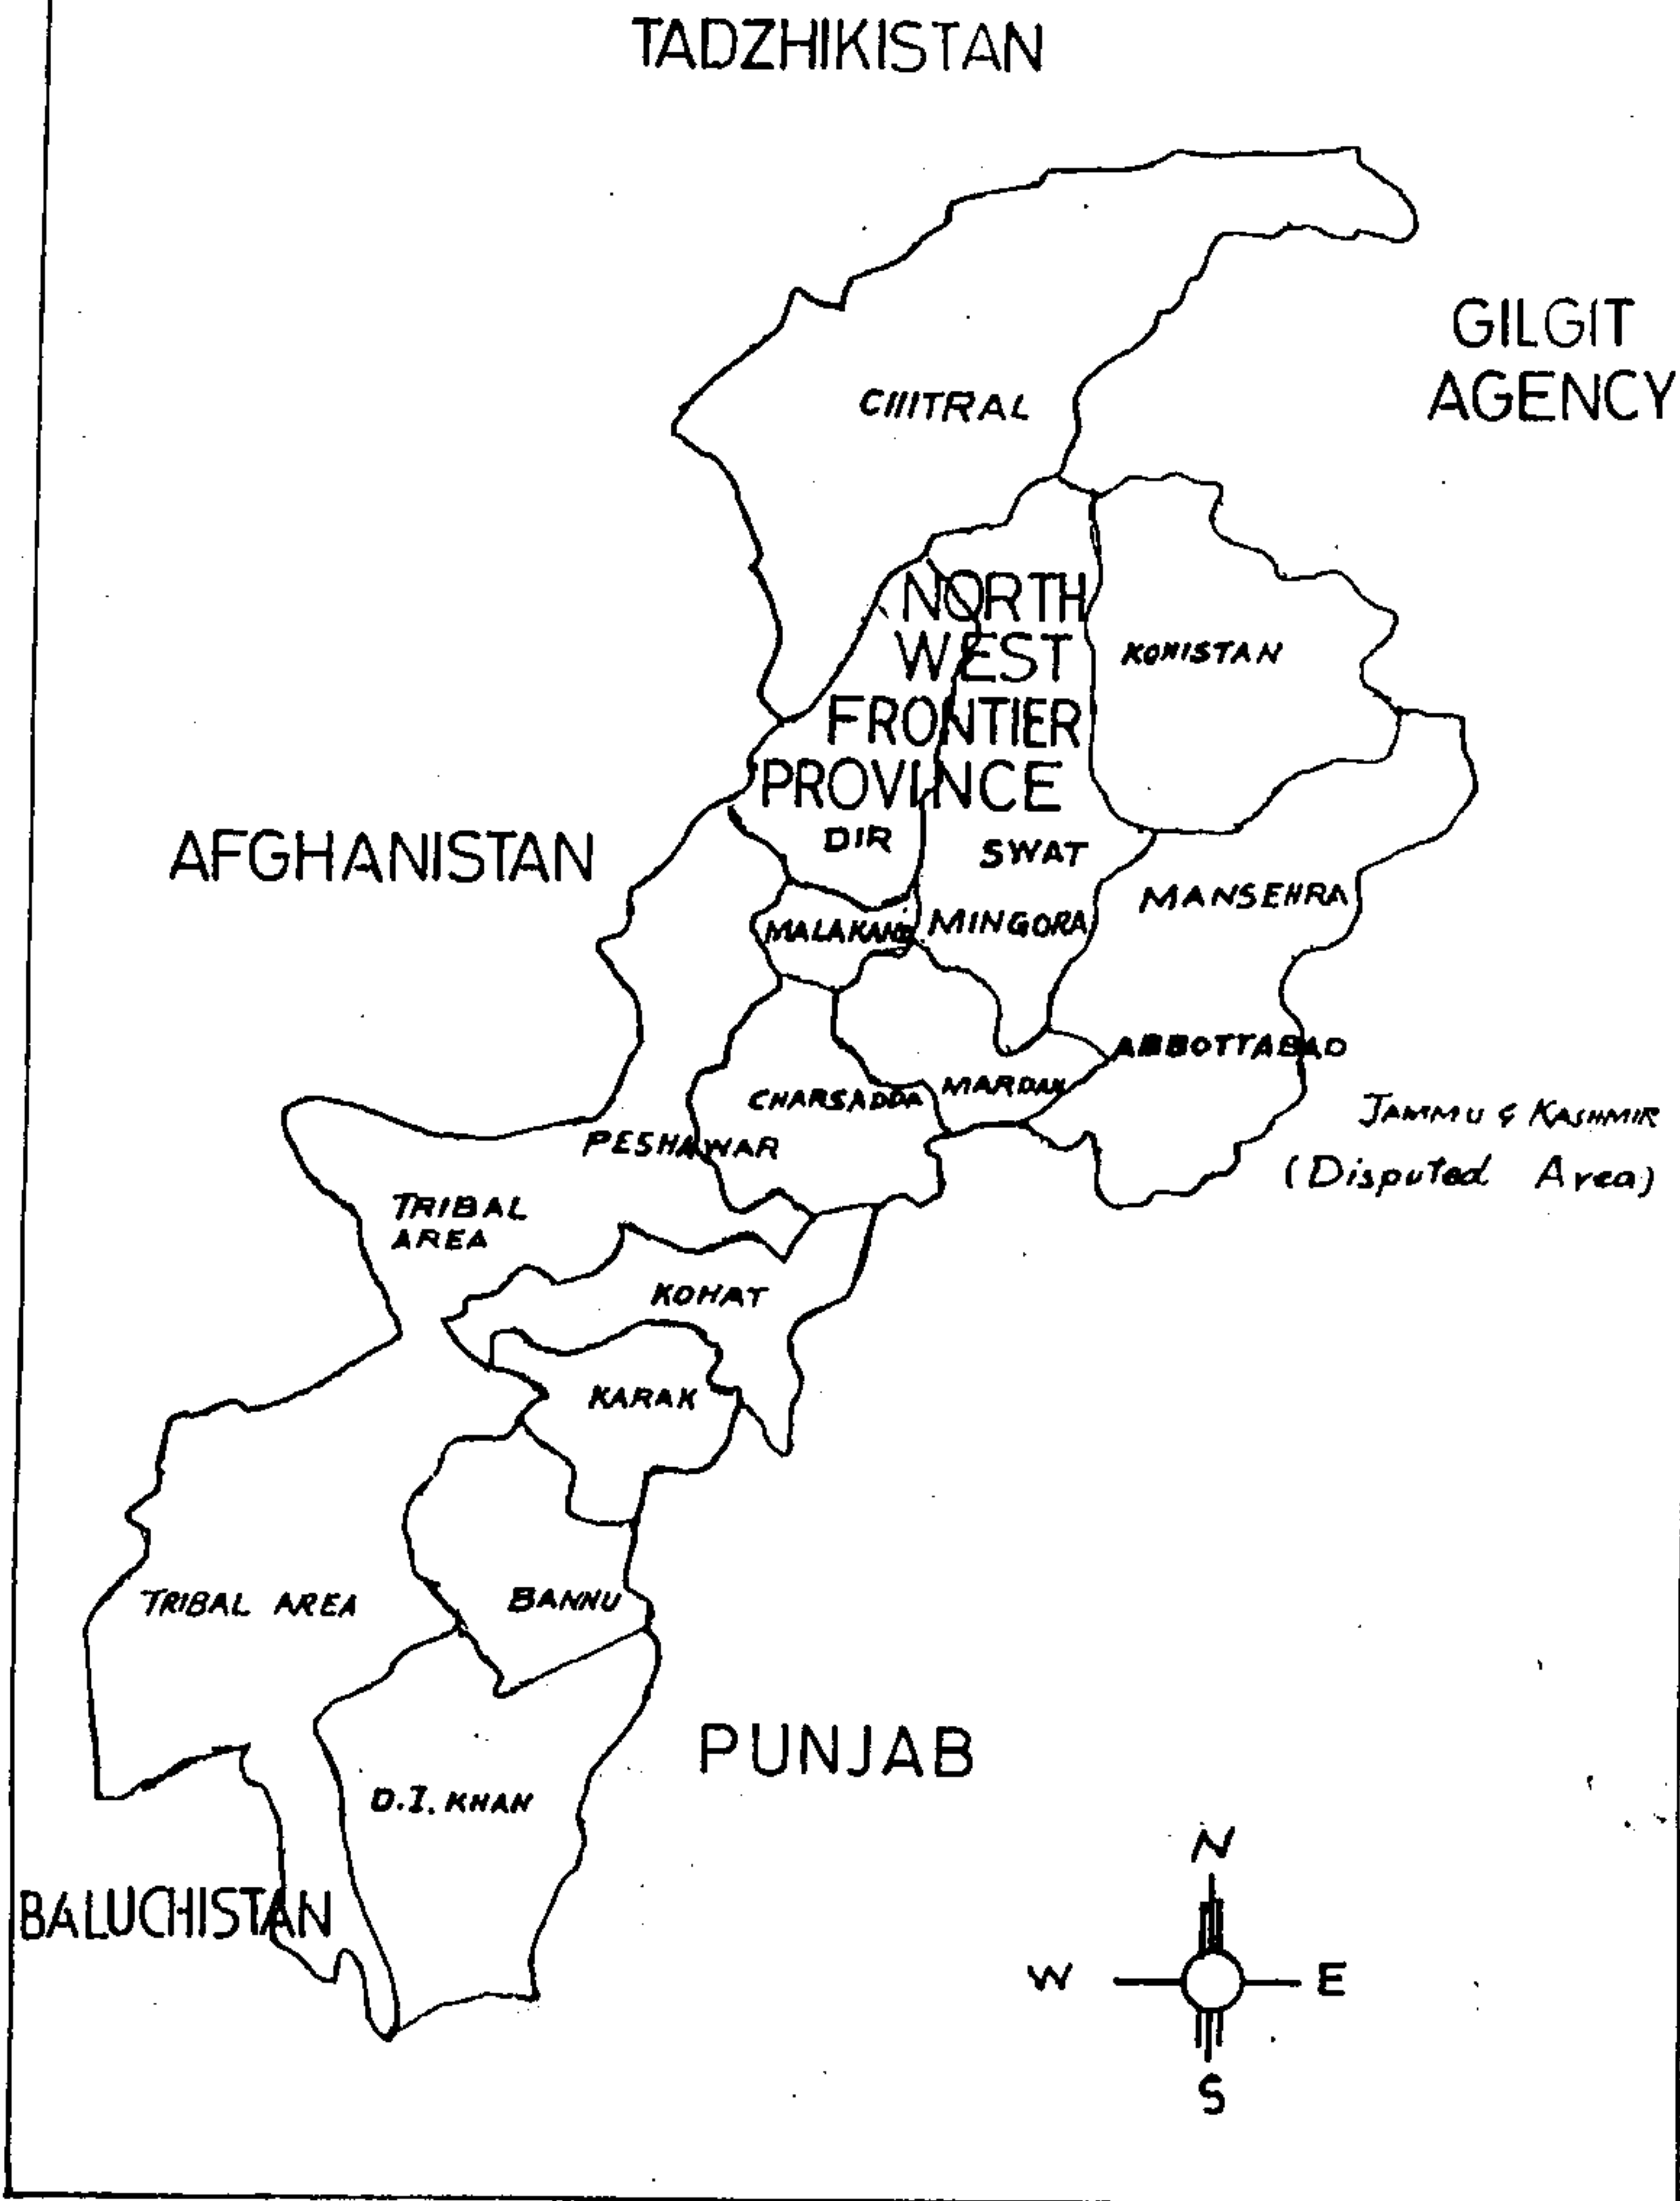 TADZHIKISTAN
GILGIT
AGENCY
CHITRAL
NORTH
WEST
FRONTIER
PROVINCE
KOHISTAN
AFGHANISTAN
DIR
SWAT
MANSEHRA
MALAKAND
MINGORA
ABBOTTABAD
MARDAN
CHARSADDA
JAMMU & KASHMIR
(Disputed Area)
PESHAWAR
TRIBAL
AREA
KOHAT
KARAK
TRIBAL AREA
BANNU
PUNJAB
D.I. KHAN
BALUCHISTAN
N
W
E
S